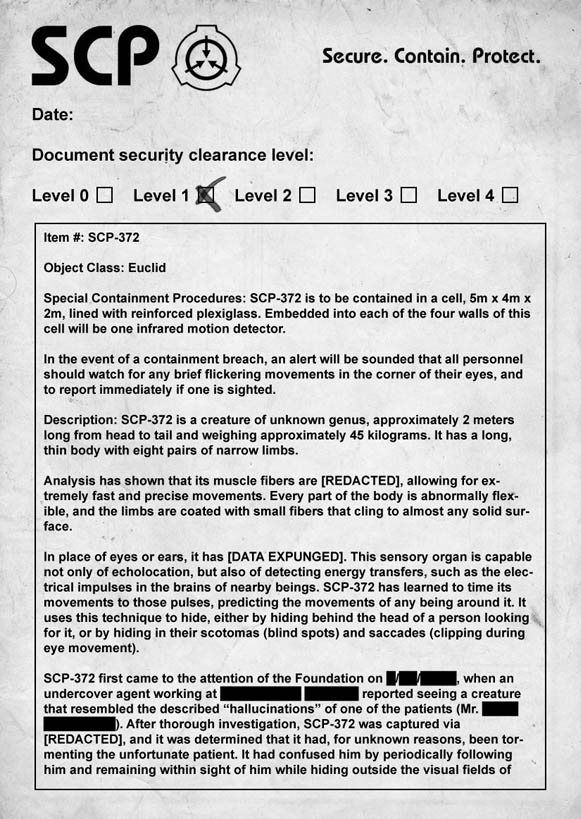 SCP
Secure. Contain. Protect.
Date:
Document security clearance level:
Level 0 Level 1 Level 2 Level 3 Level 4
Item #: SCP-372
Object Class: Euclid
Special Containment Procedures: SCP-372 is to be contained in a cell, 5m x 4m x
2m, lined with reinforced plexiglass. Embedded into each of the four walls of this
cell will be one infrared motion detector.
In the event of a containment breach, an alert will be sounded that all personnel
should watch for any brief flickering movements in the corner of their eyes, and
to report immediately if one is sighted.
Description: SCP-372 is a creature of unknown genus, approximately 2 meters
long from head to tail and weighing approximately 45 kilograms. It has a long,
thin body with eight pairs of narrow limbs.
Analysis has shown that its muscle fibers are [REDACTED], allowing for ex-
tremely fast and precise movements. Every part of the body is abnormally flex-
ible, and the limbs are coated with small fibers that cling to almost any solid sur-
face.
In place of eyes or ears, it has [DATA EXPUNGED]. This sensory organ is capable
not only of echolocation, but also of detecting energy transfers, such as the elec-
trical impulses in the brains of nearby beings. SCP-372 has learned to time its
movements to those pulses, predicting the movements of any being around it. It
uses this technique to hide, either by hiding behind the head of a person looking
for it, or by hiding in their scotomas (blind spots) and saccades (clipping during
eye movement).
SCP-372 first came to the attention of the Foundation on / / , when an
undercover agent working at reported seeing a creature
that resembled the described "hallucinations" of one of the patients (Mr.
). After thorough investigation, SCP-372 was captured via
[REDACTED], and it was determined that it had, for unknown reasons, been tor-
menting the unfortunate patient. It had confused him by periodically following
him and remaining within sight of him while hiding outside the visual fields of